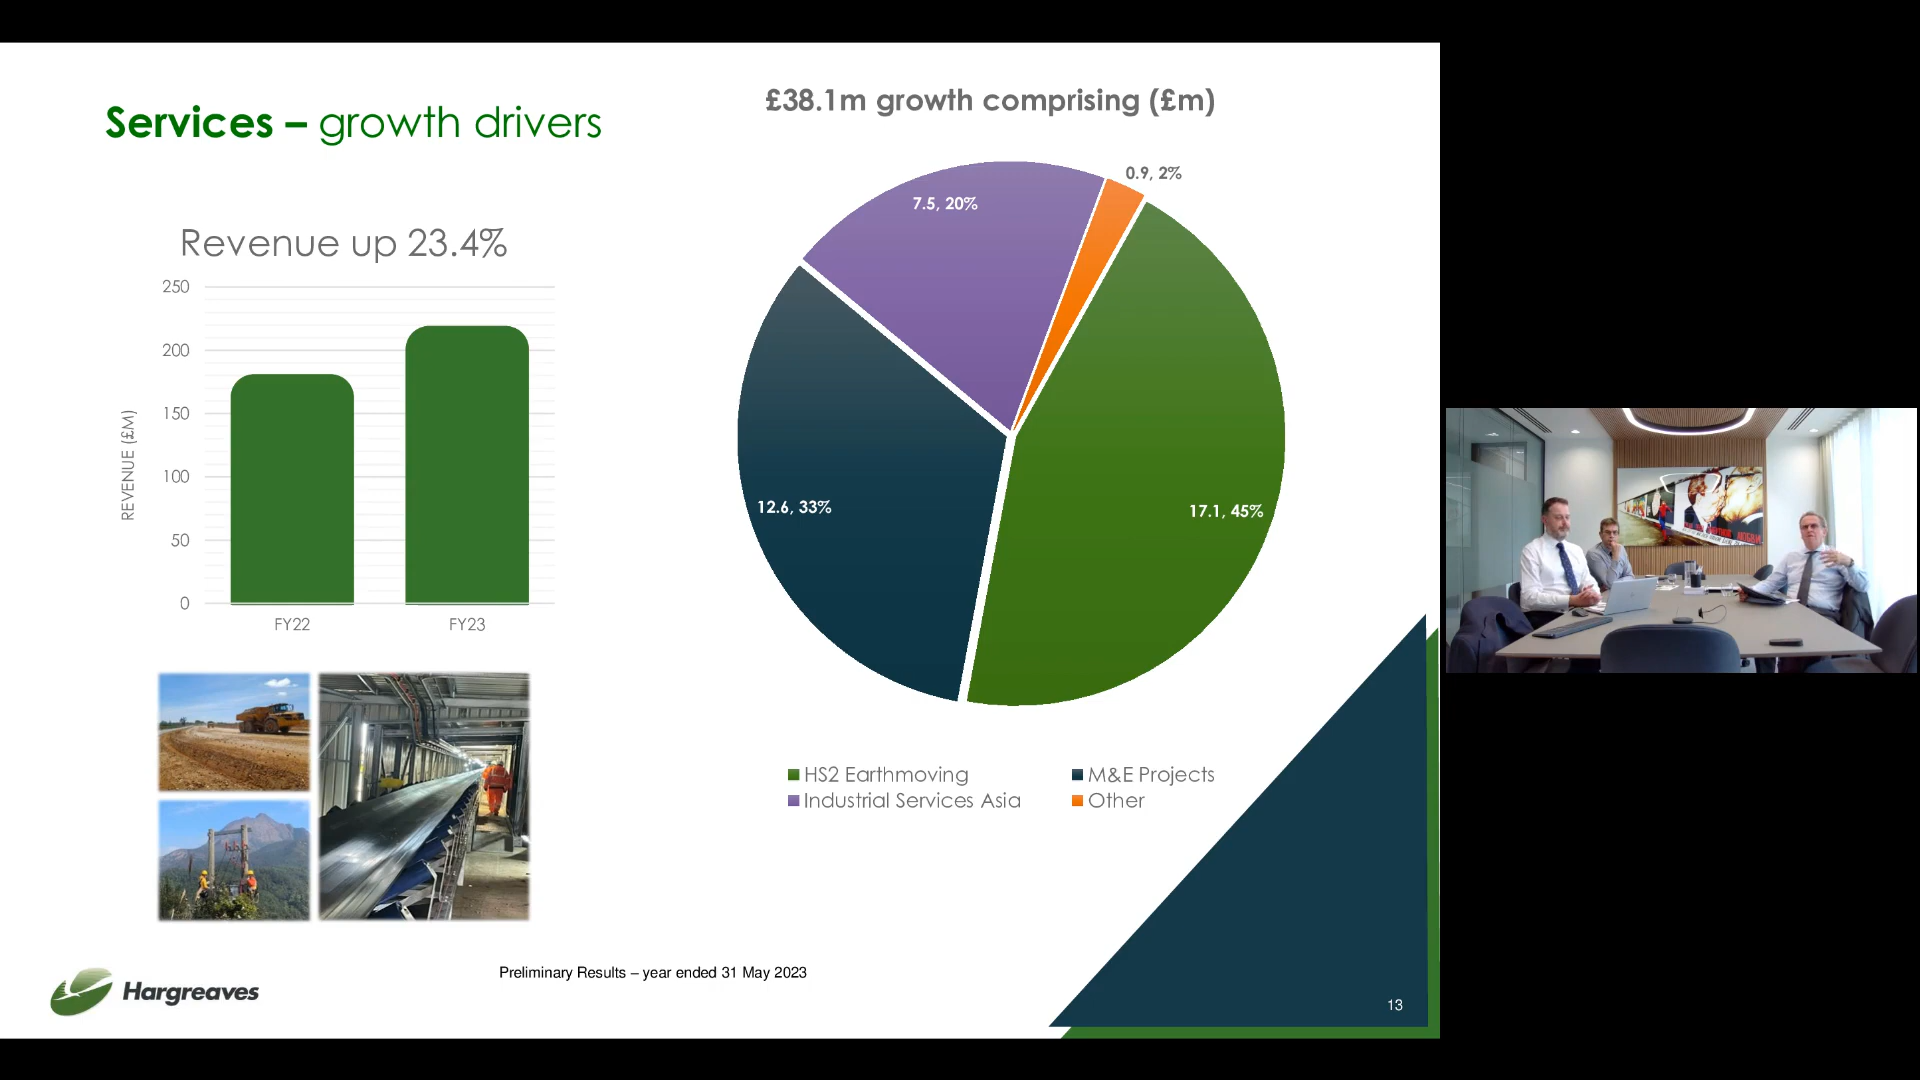 Services – growth drivers
£38.1m growth comprising (£m)
Revenue up 23.4%
250
200
150
100
50
0
REVENUE (£M)
FY22
FY23
0.9, 2%
7.5, 20%
12.6, 33%
17.1, 45%
HS2 Earthmoving
M&E Projects
Industrial Services Asia
Other
Hargreaves
Preliminary Results – year ended 31 May 2023
13